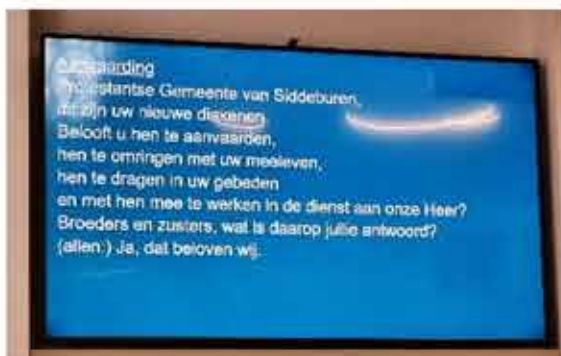 Aanvaarding
Protestantse Gemeente van Siddeburen,
dit zijn uw nieuwe diakenen.
Belooft u hen te aanvaarden,
hen te omringen met uw meeleven,
hen te dragen in uw gebeden
en met hen mee te werken in de dienst aan onze Heer?
Broeders en zusters, wat is daarop jullie antwoord?
(allen:) Ja, dat beloven wij.